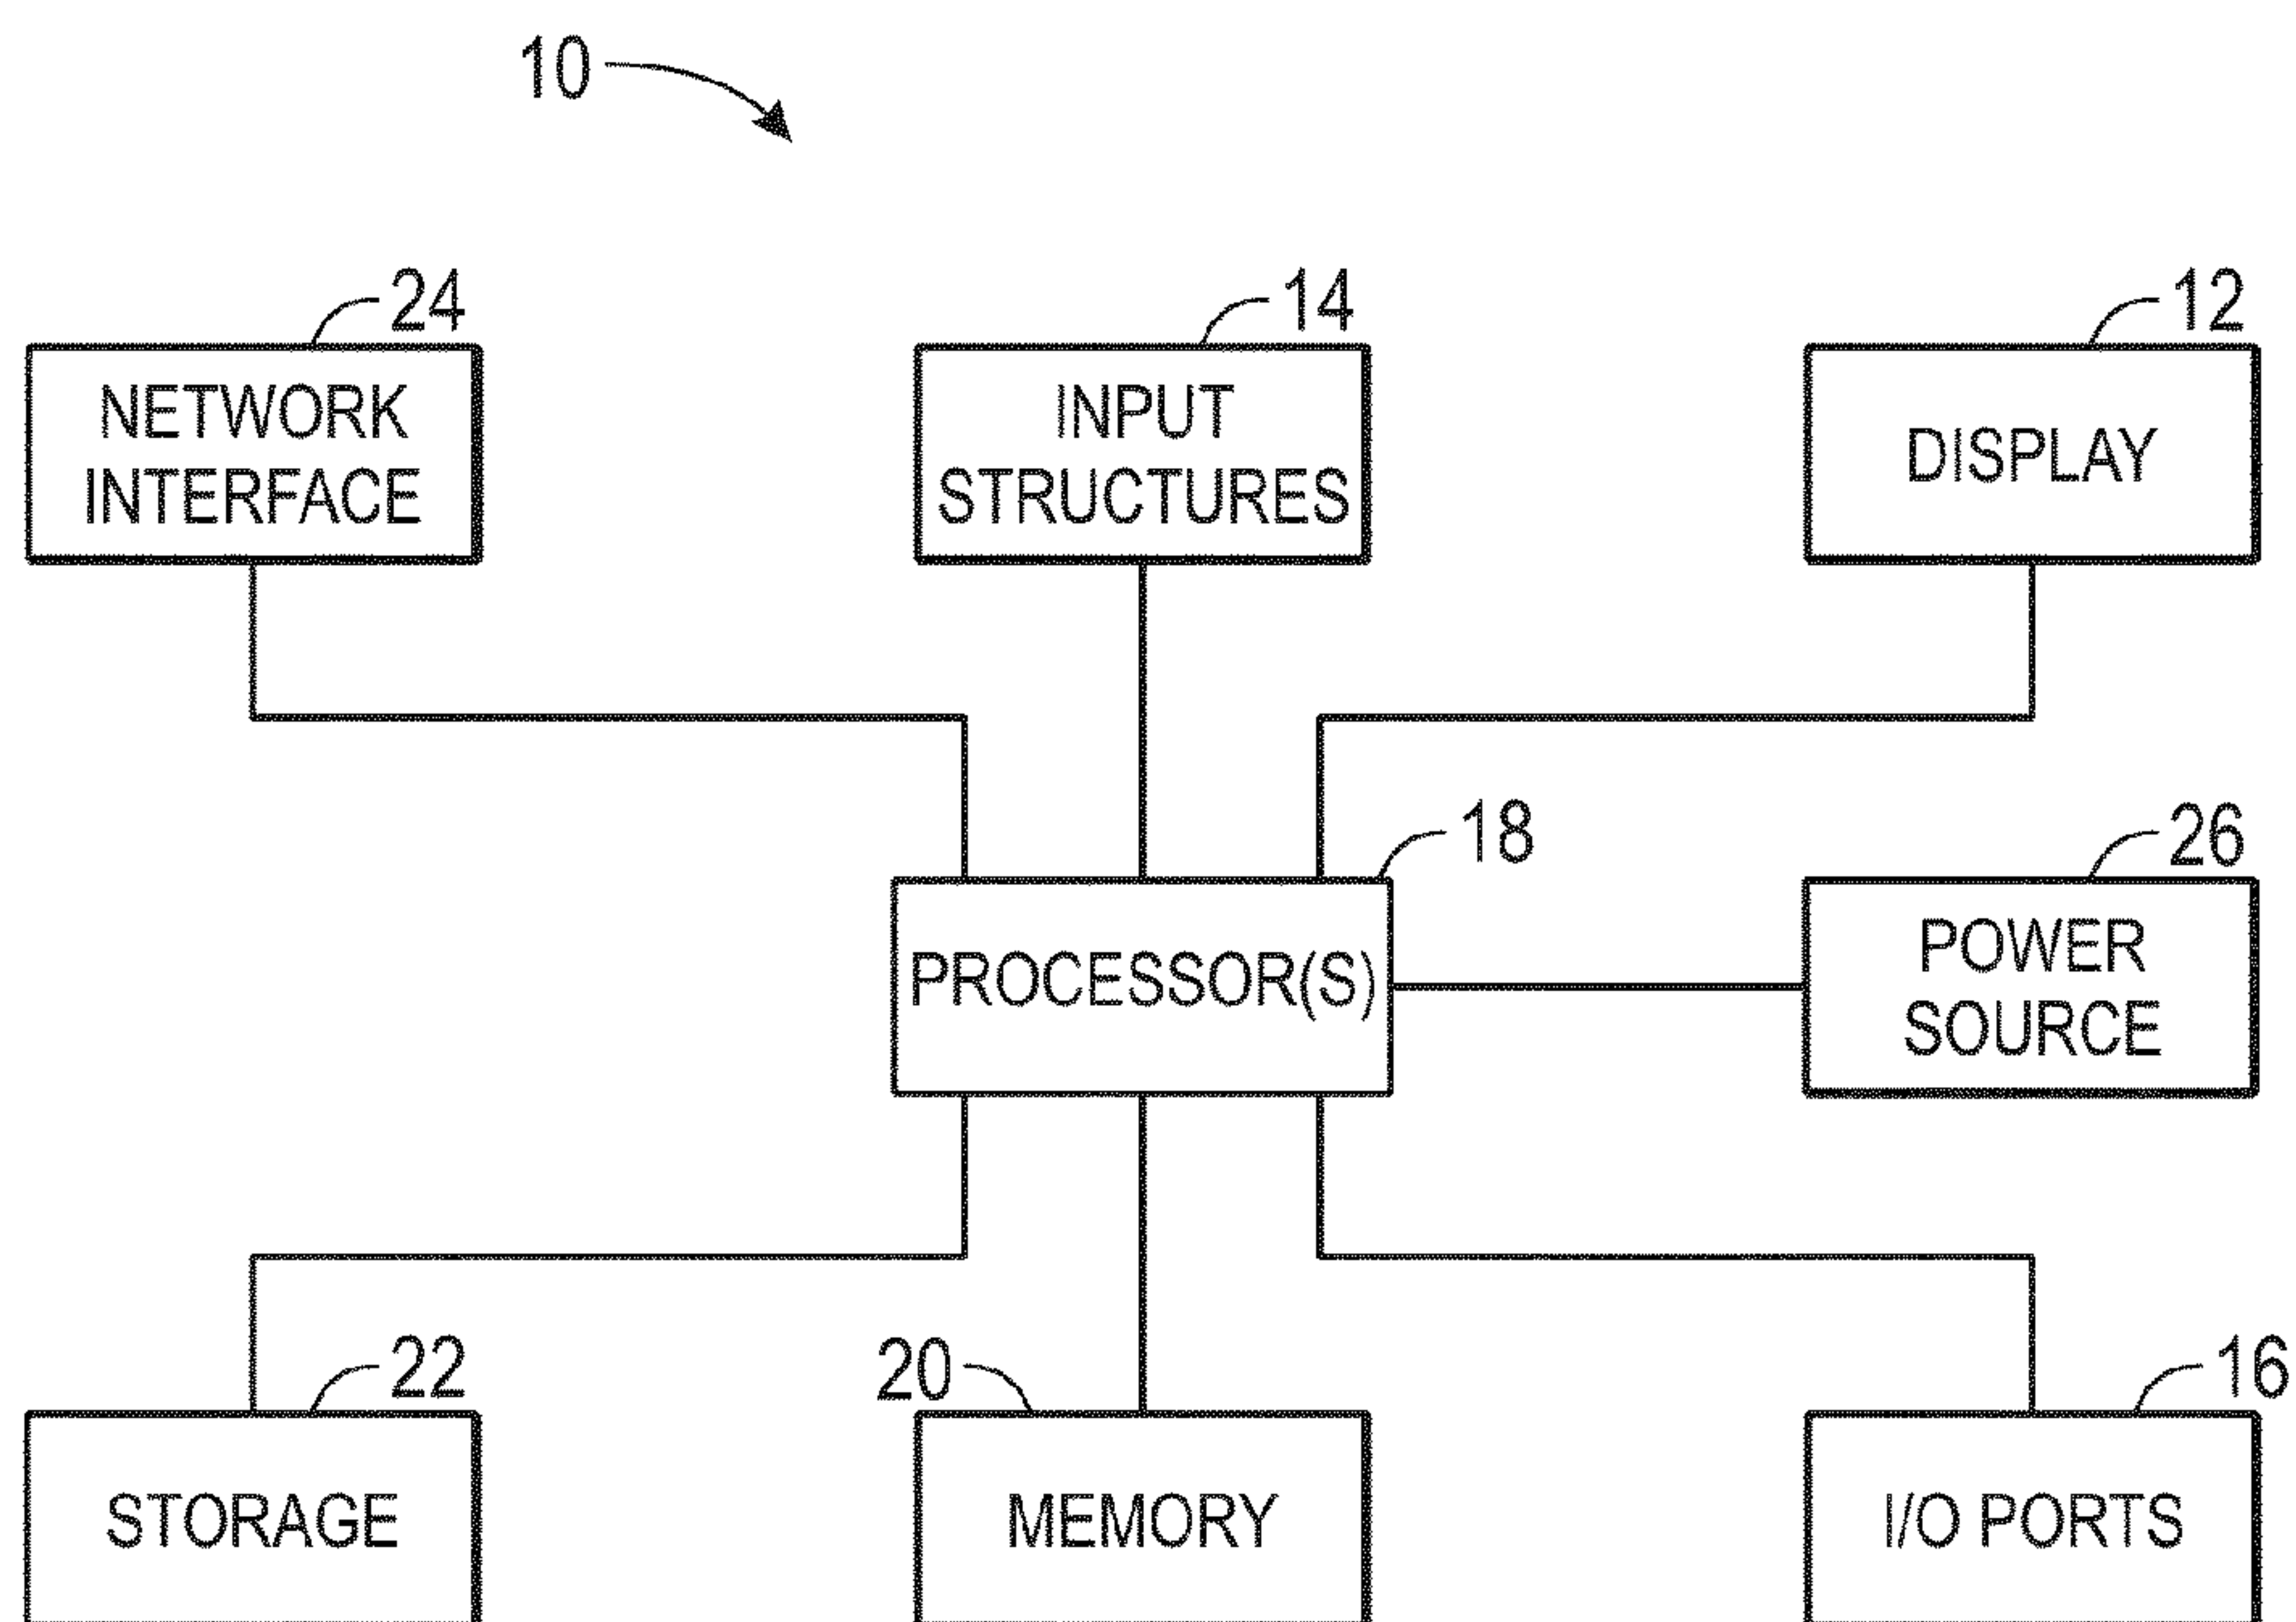 10
24
14
12
NETWORK
INTERFACE
INPUT
STRUCTURES
DISPLAY
18
26
PROCESSOR(S)
POWER
SOURCE
22
20
16
STORAGE
MEMORY
I/O PORTS